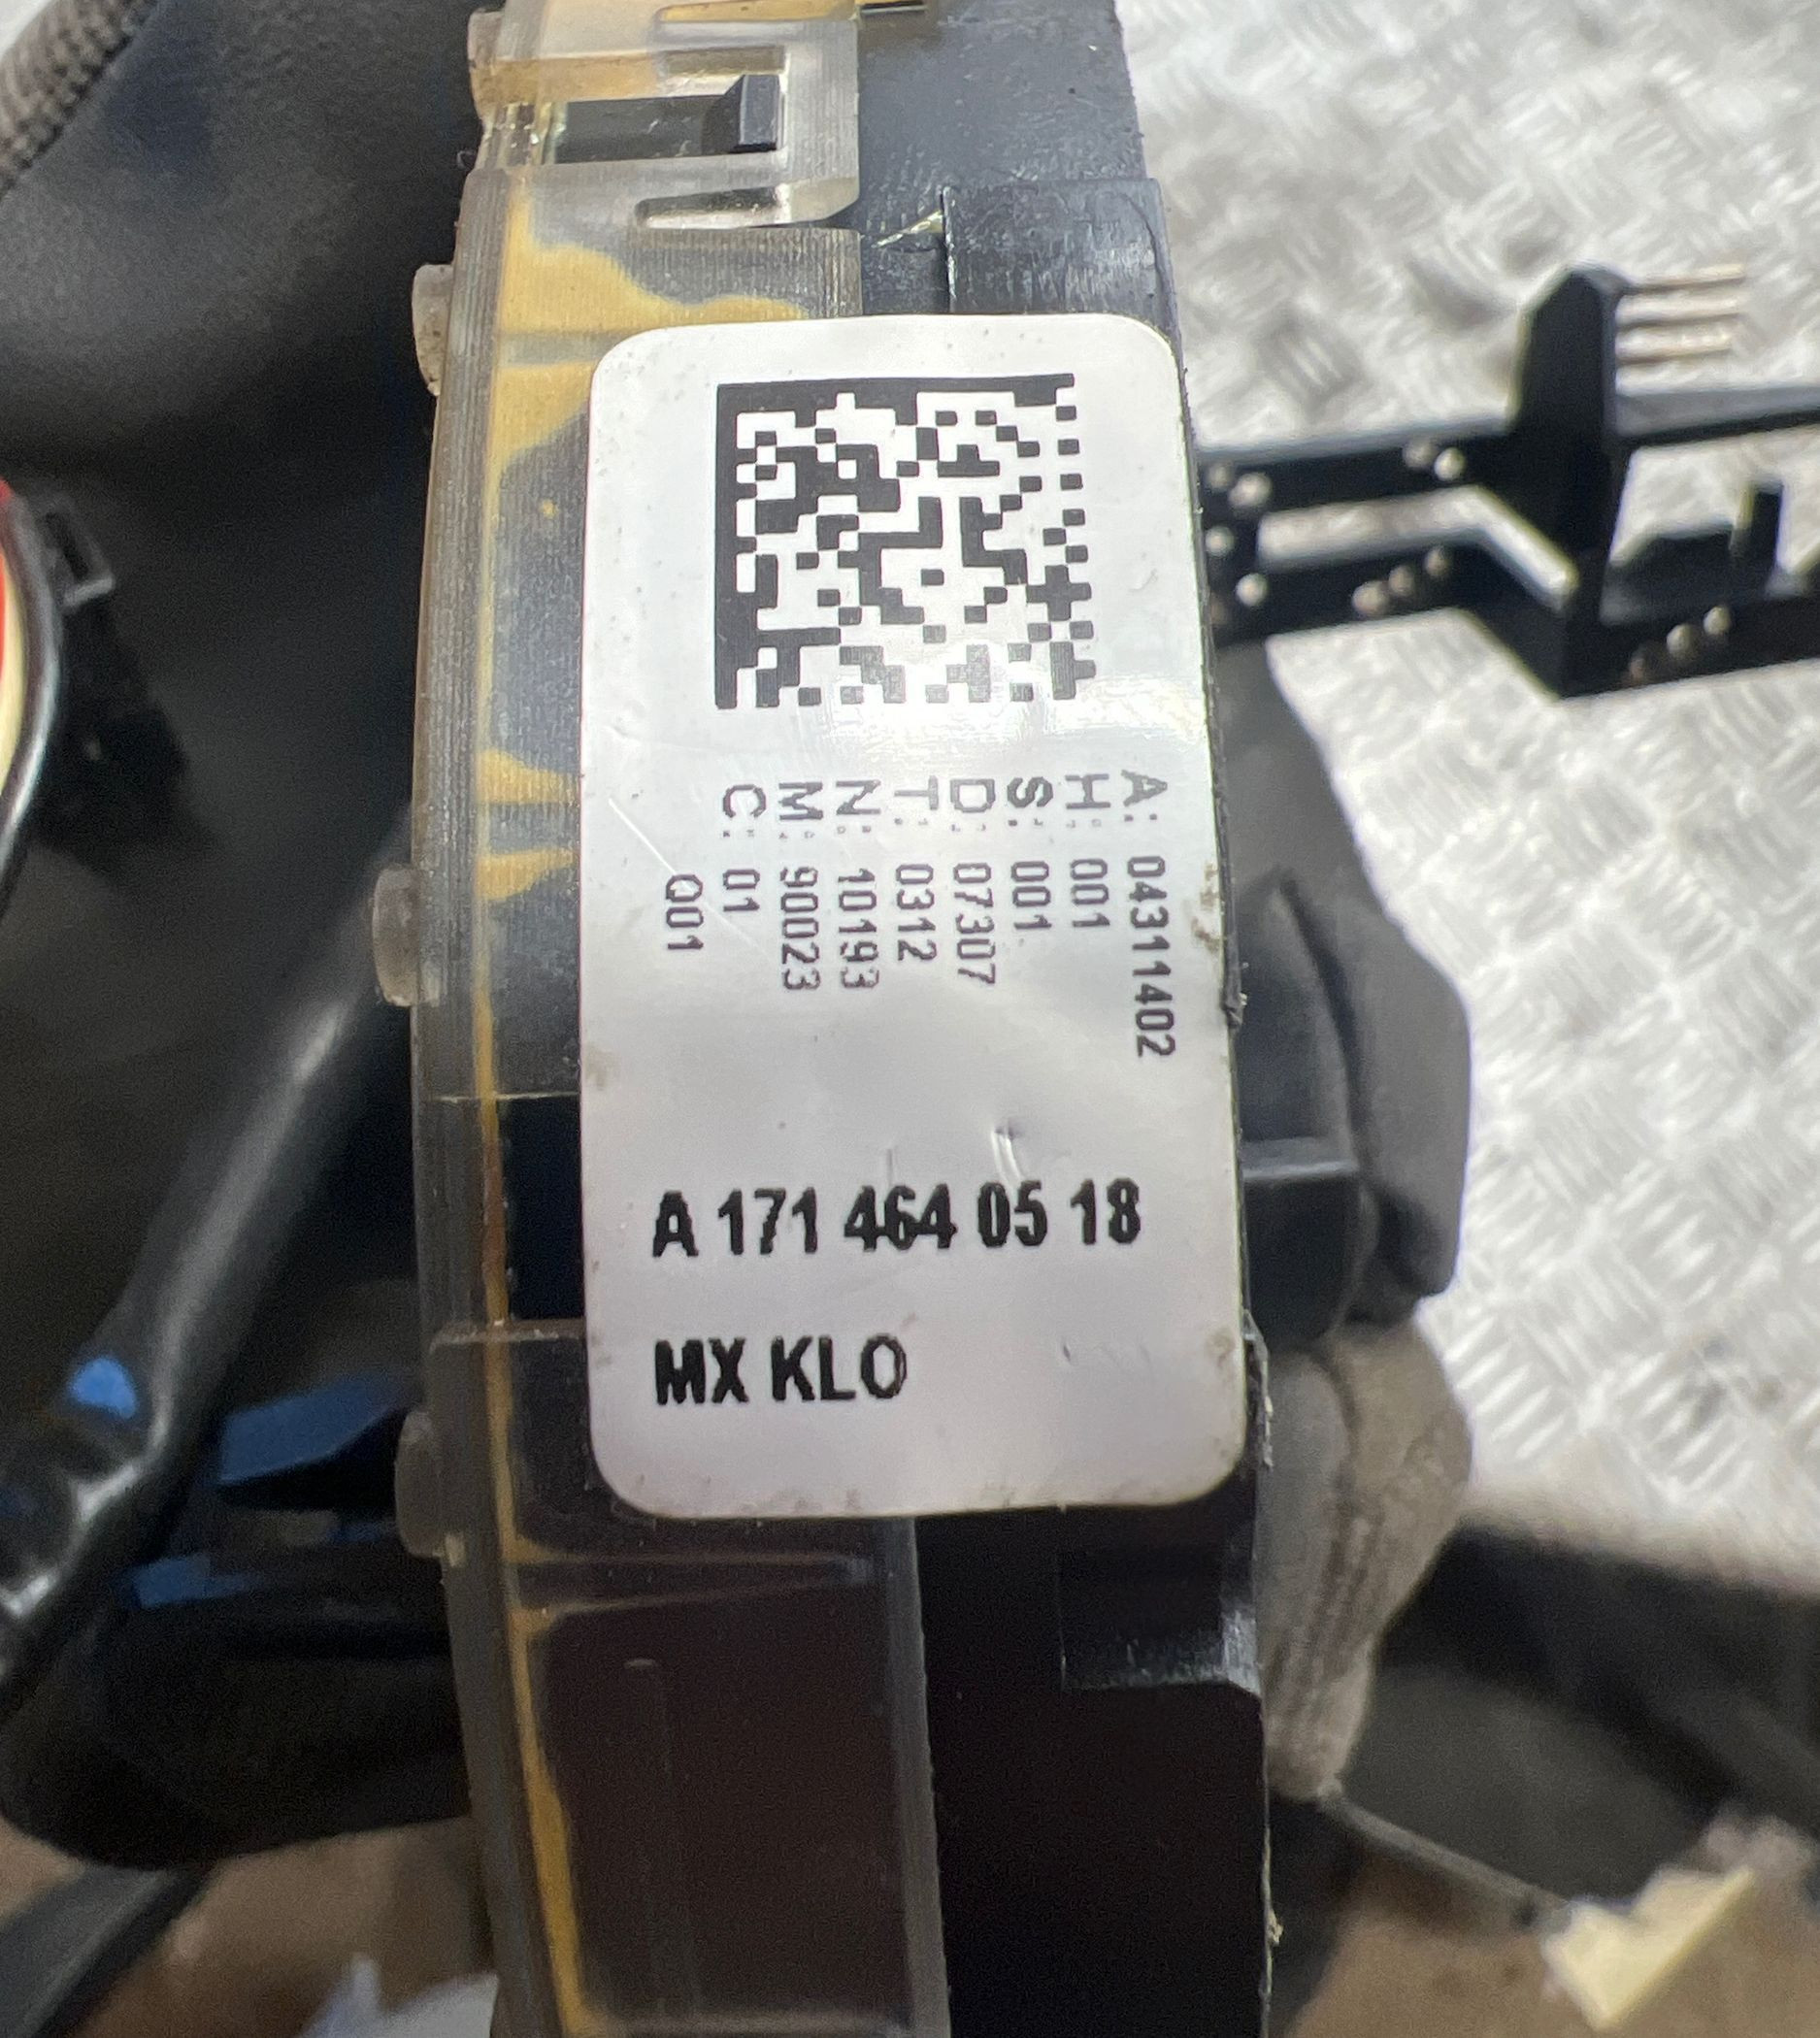 A: 04311402
H: 001
S: 001
D: 07307
T: 0312
N: 10193
M: 90023
C: 01
Q01
A 171 464 05 18
MX KLO